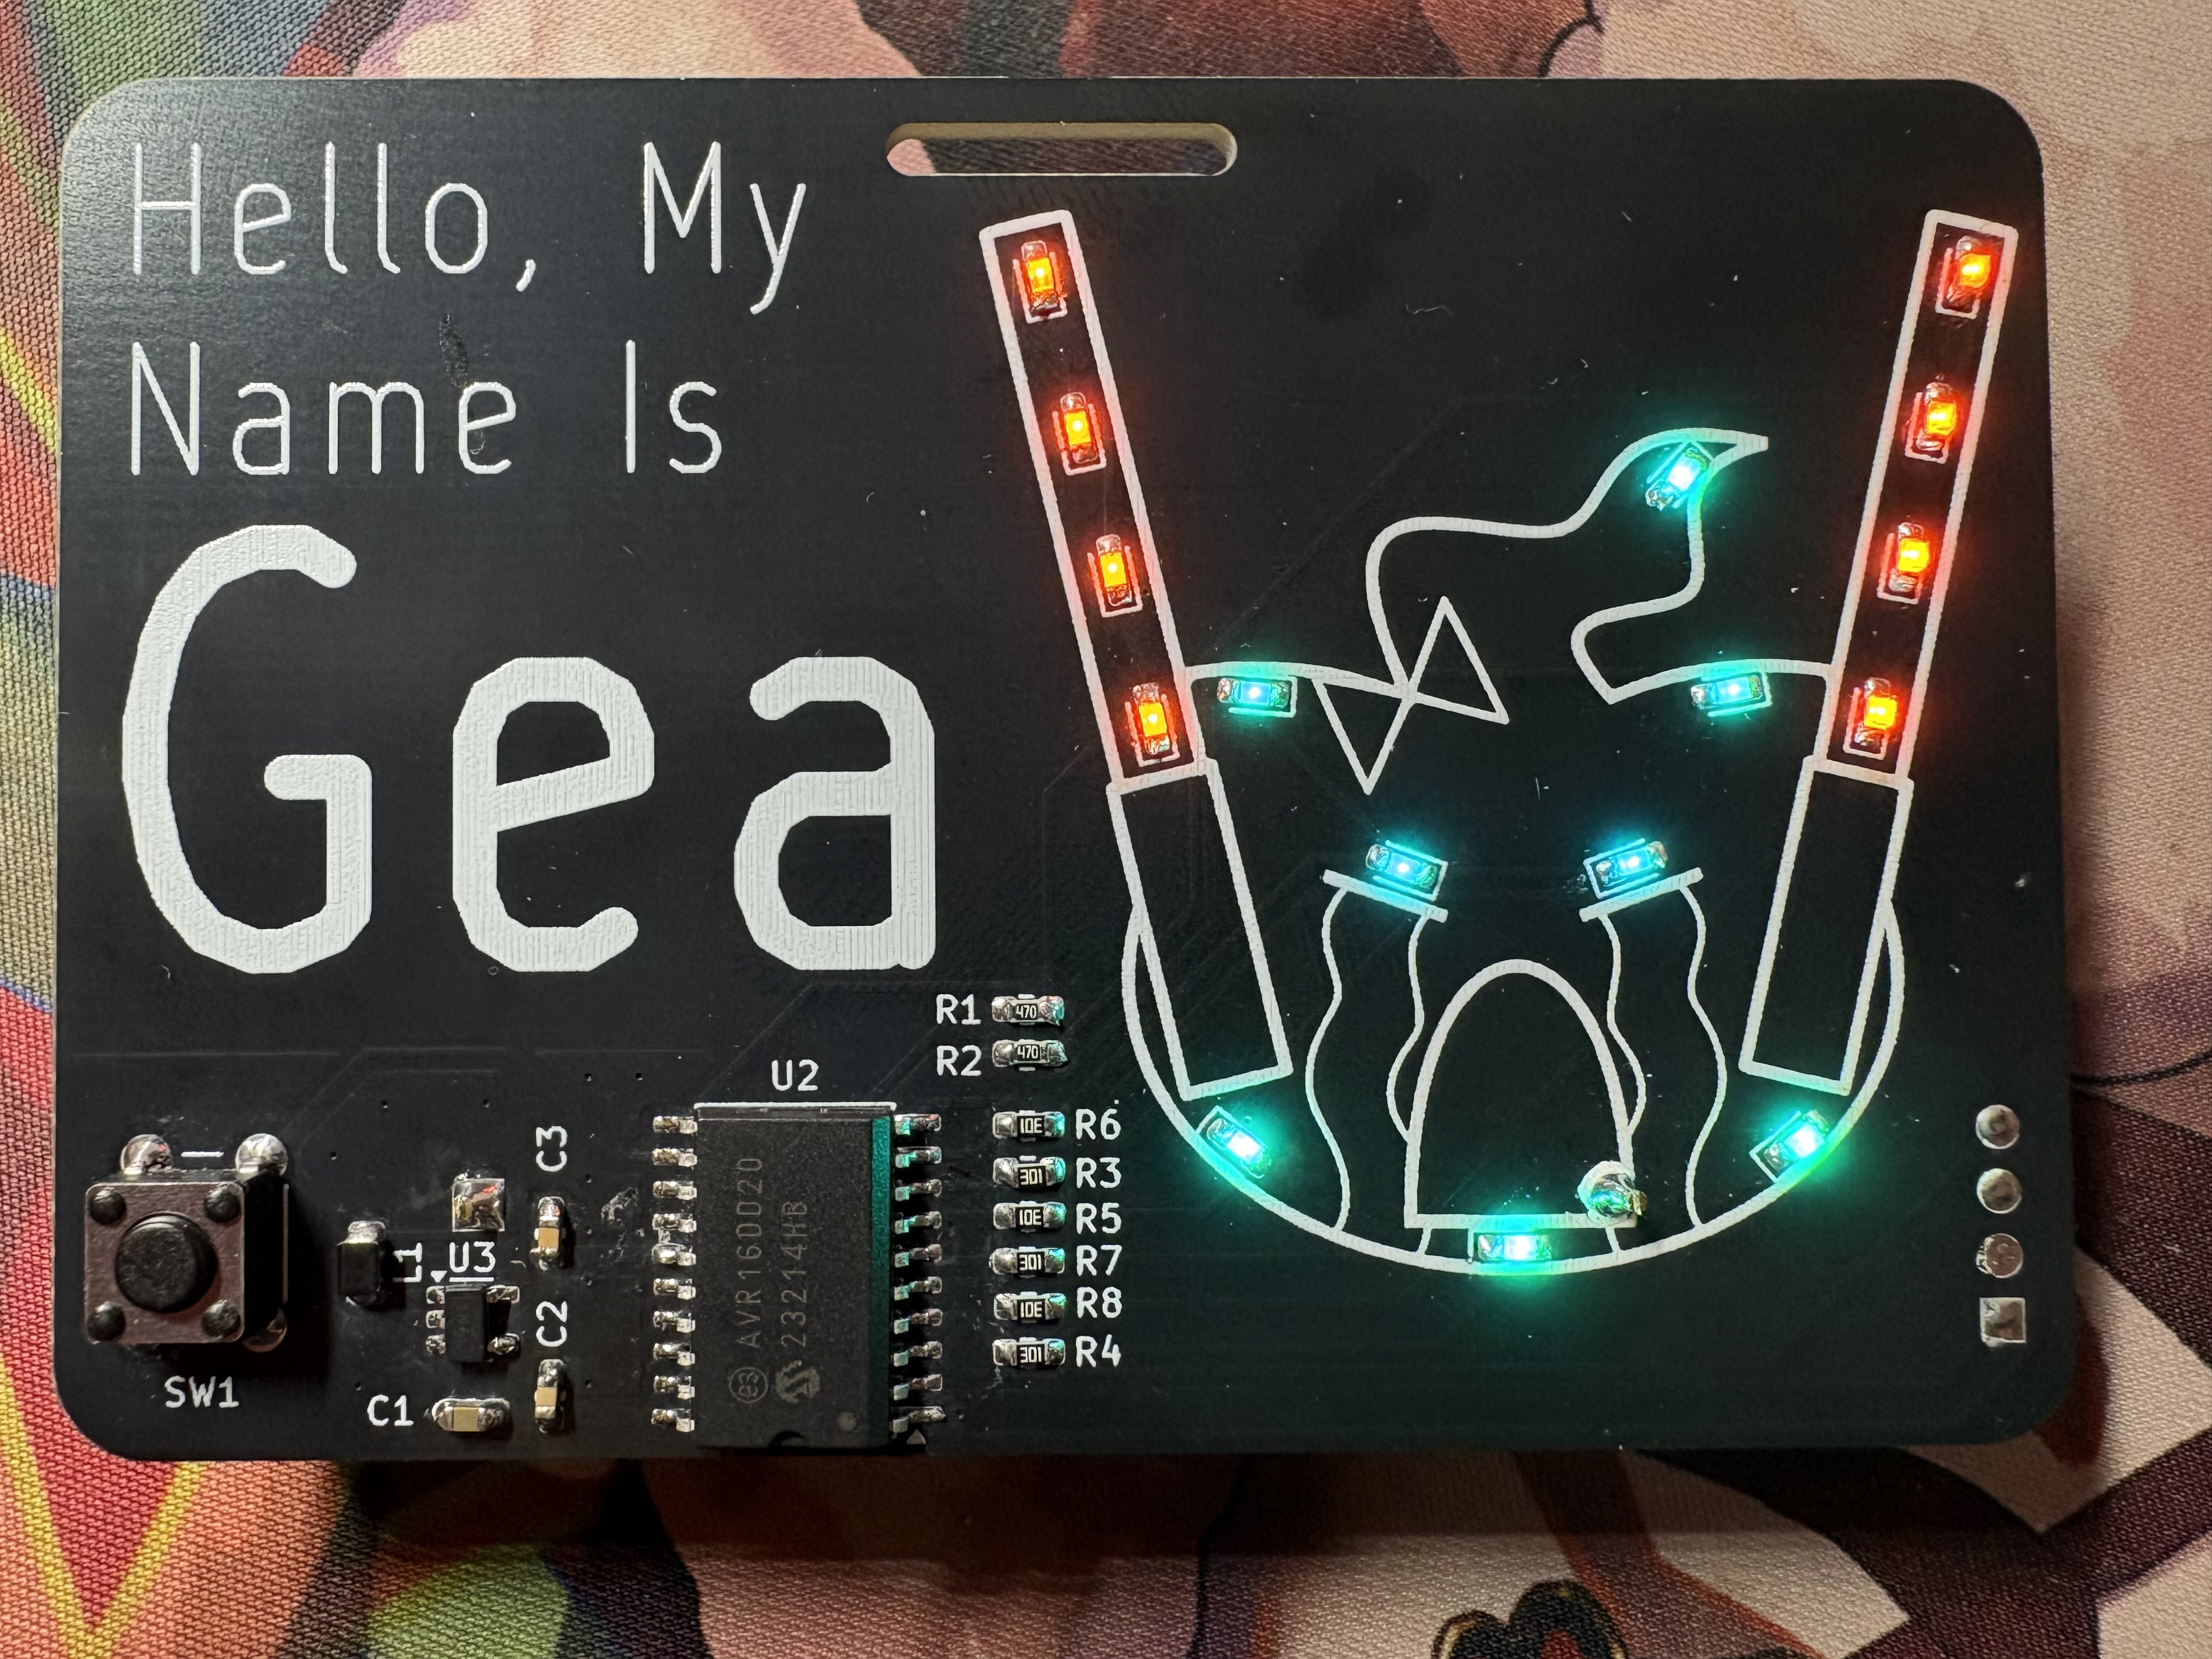 Hello, My
Name Is
Gea
R1 470
R2 470
U2
R6 10E
R3 301
R5 10E
R7 301
R8 10E
R4 301
C3
L1
U3
C2
C1
SW1
e3 AVR16DD20
23214HB